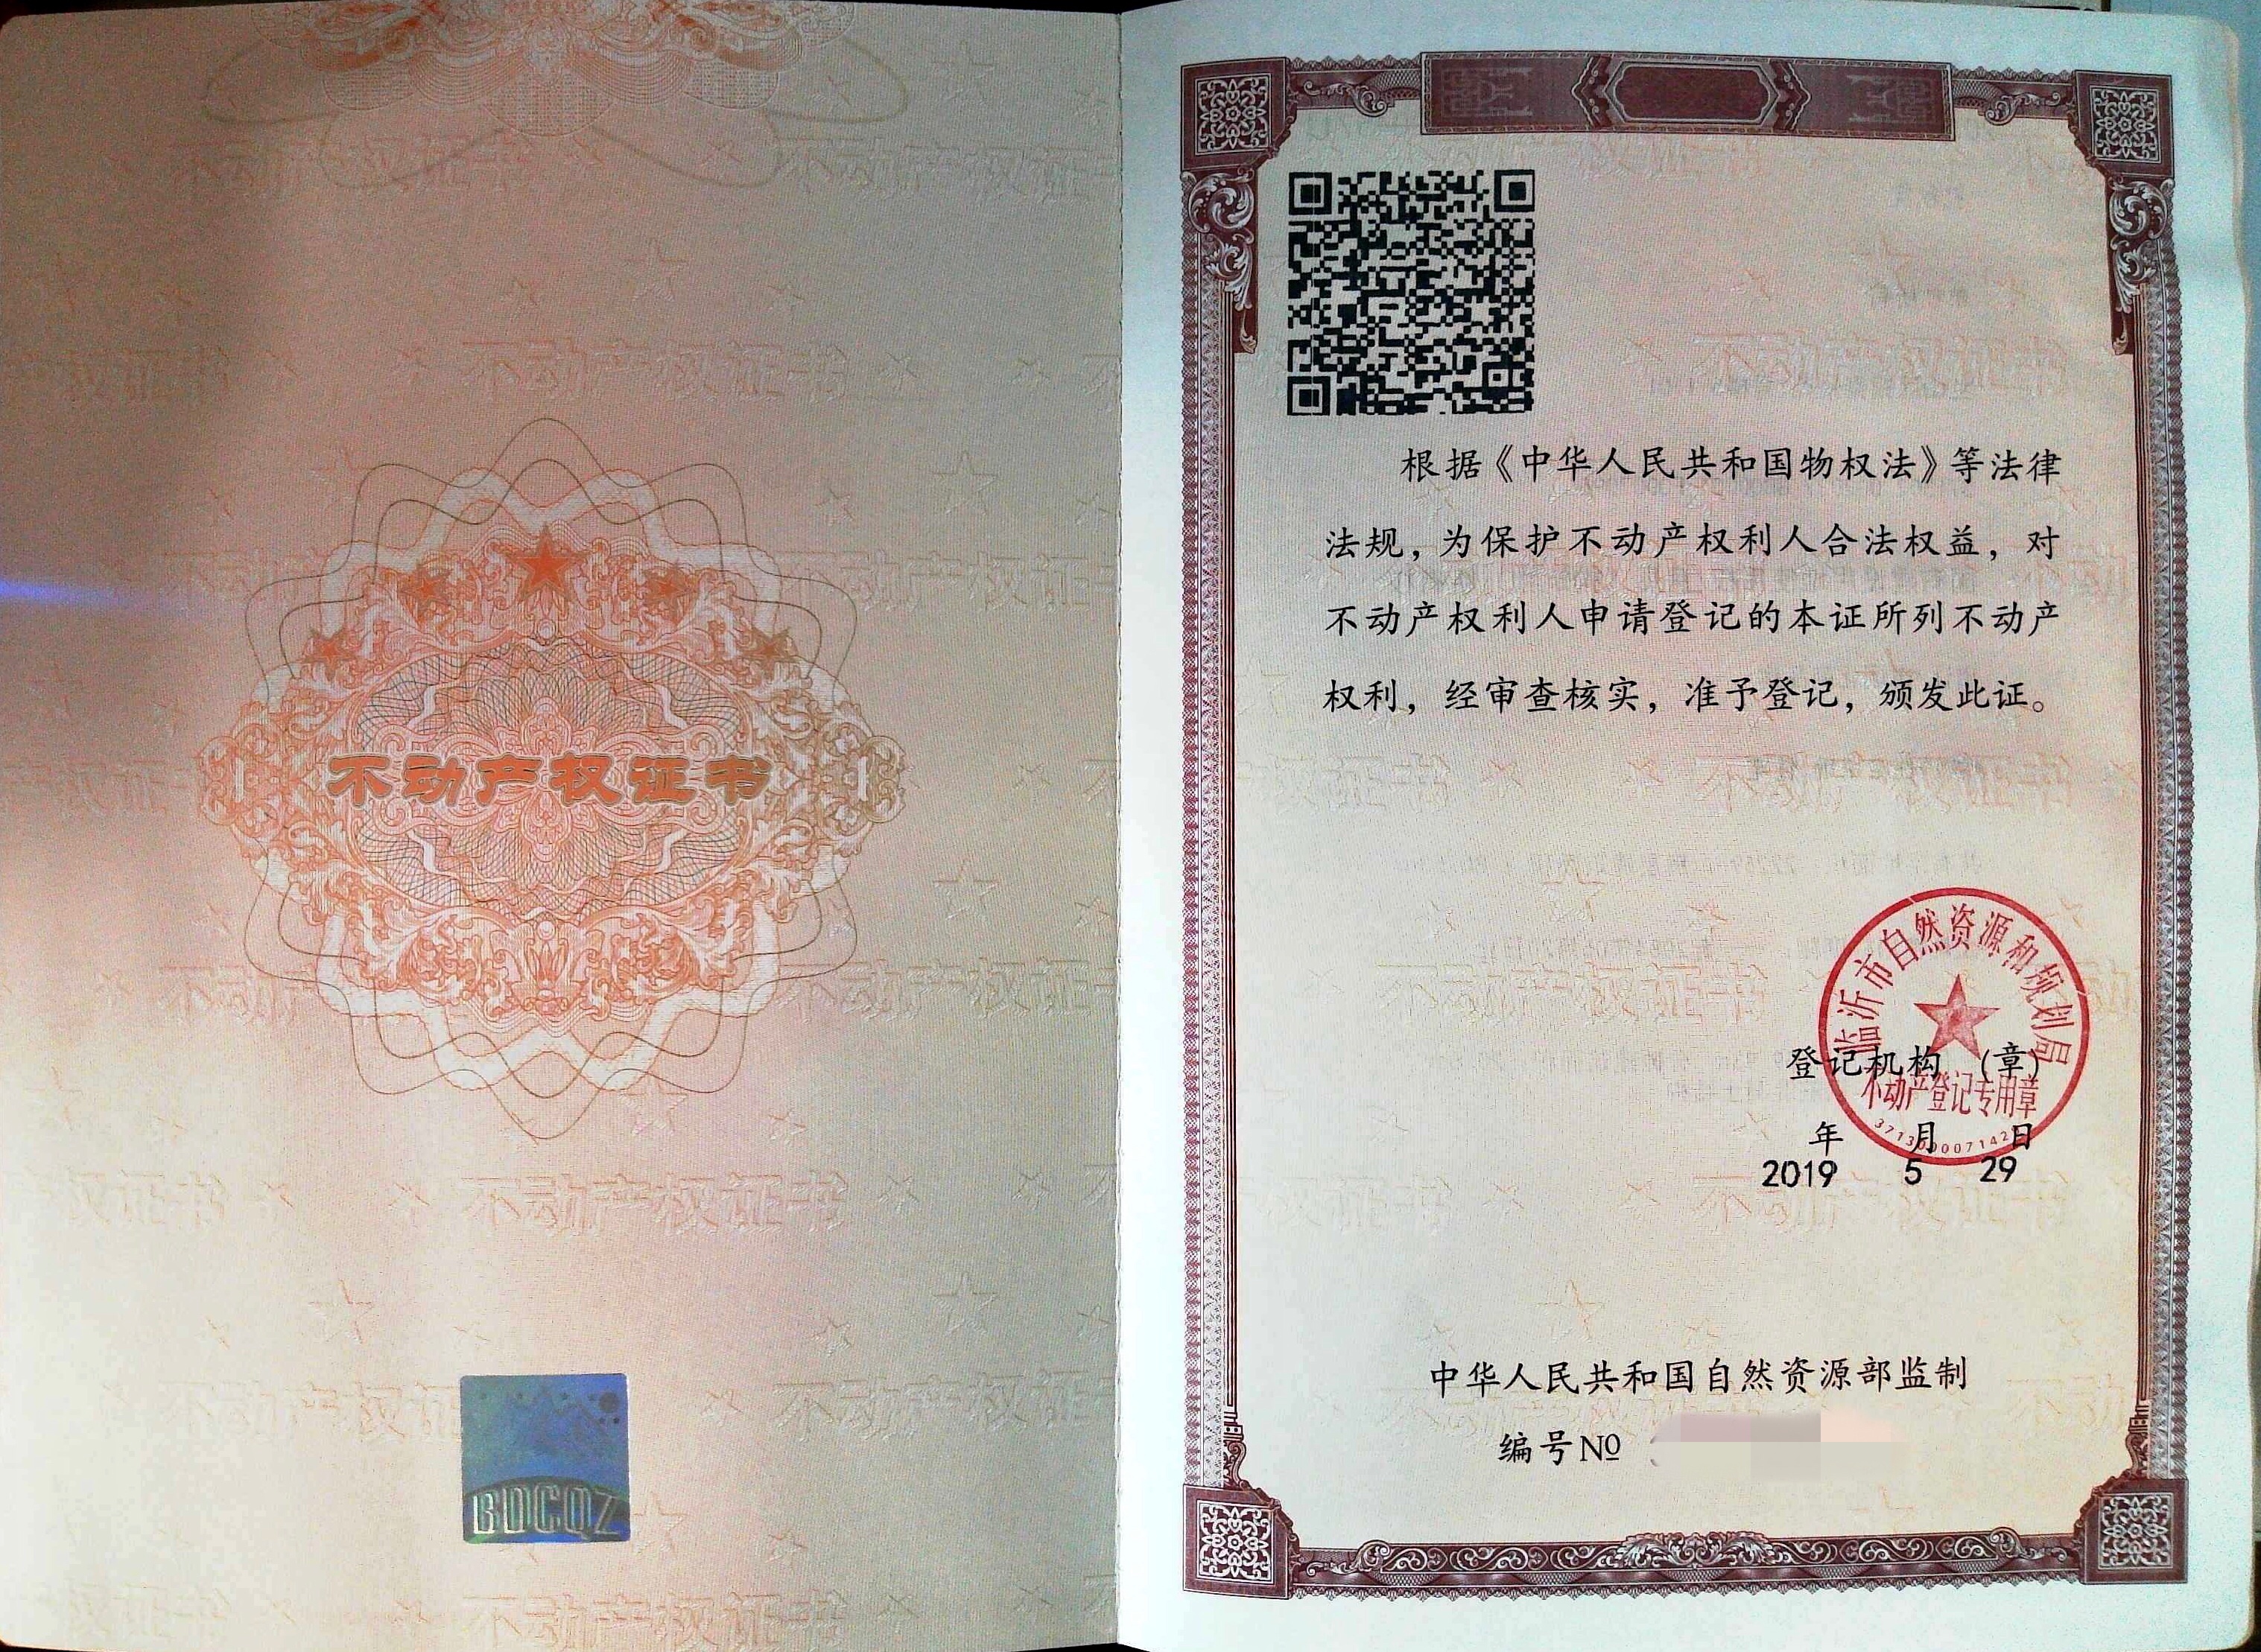 不动产权证书
BDCQZ
根据《中华人民共和国物权法》等法律
法规，为保护不动产权利人合法权益，对
不动产权利人申请登记的本证所列不动产
权利，经审查核实，准予登记，颁发此证。
临沂市自然资源和规划局
登记机构 （章）
不动产登记专用章
年 月 日
2019 5 29
中华人民共和国自然资源部监制
编号№